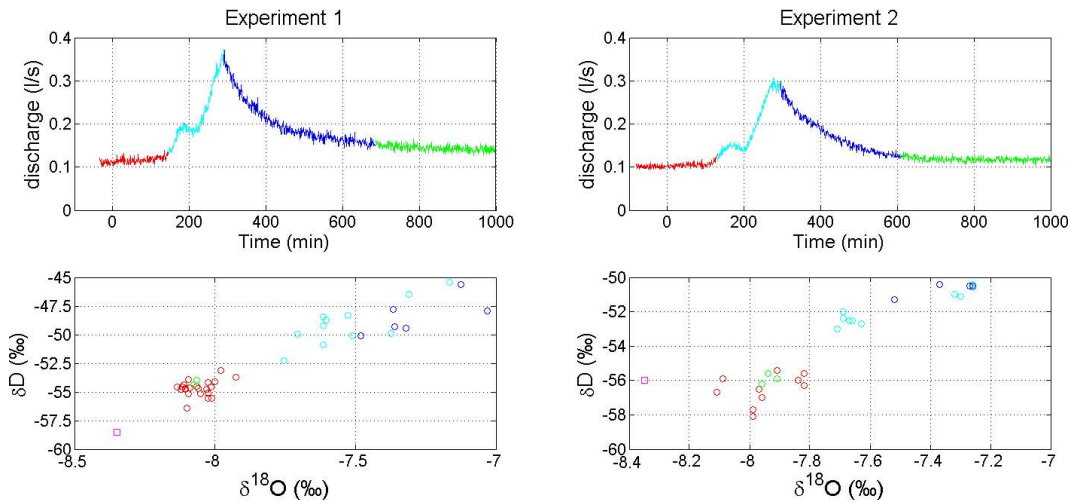 Experiment 1
0.4
0.3
0.2
0.1
0
discharge (l/s)
0 200 400 600 800 1000
Time (min)
Experiment 2
0.4
0.3
0.2
0.1
0
discharge (l/s)
0 200 400 600 800 1000
Time (min)
-45
-47.5
-50
-52.5
-55
-57.5
-60
δD (‰)
-8.5 -8 -7.5 -7
δ18O (‰)
-50
-52
-54
-56
-58
-60
δD (‰)
-8.4 -8.2 -8 -7.8 -7.6 -7.4 -7.2 -7
δ18O (‰)